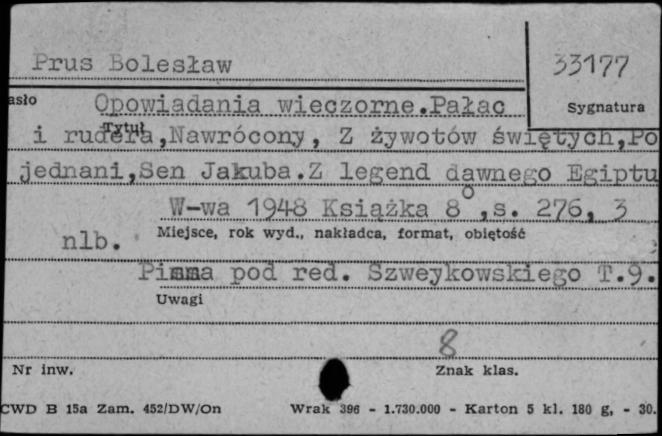 Prus Bolesław
33177
asło
Opowiadania wieczorne.Pałac
Sygnatura
Tytuł
i rudera,Nawrócony, Z żywotów świętych,Po
jednani,Sen Jakuba.Z legend dawnego Egiptu
W-wa 1948 Książka 8°,s. 276, 3
Miejsce, rok wyd., nakładca, format, objętość
nlb.
Pisma pod red. Szweykowskiego T.9.
Uwagi
8
Nr inw.
Znak klas.
CWD B 15a Zam. 452/DW/On
Wrak 396 - 1.730.000 - Karton 5 kl. 180 g, - 30.